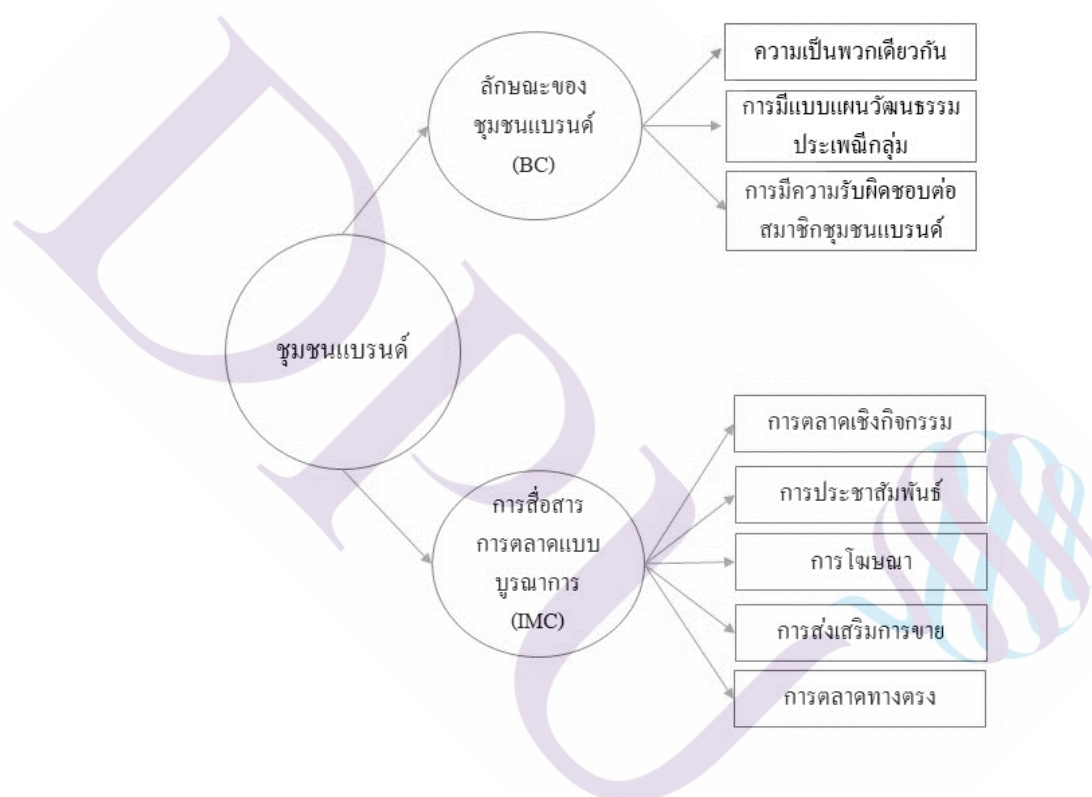 ลักษณะของ
ชุมชนแบรนด์
(BC)
ความเป็นพวกเดียวกัน
การมีแบบแผนวัฒนธรรม
ประเพณีกลุ่ม
การมีความรับผิดชอบต่อ
สมาชิกชุมชนแบรนด์
ชุมชนแบรนด์
การสื่อสาร
การตลาดแบบ
บูรณาการ
(IMC)
การตลาดเชิงกิจกรรม
การประชาสัมพันธ์
การโฆษณา
การส่งเสริมการขาย
การตลาดทางตรง
DPU